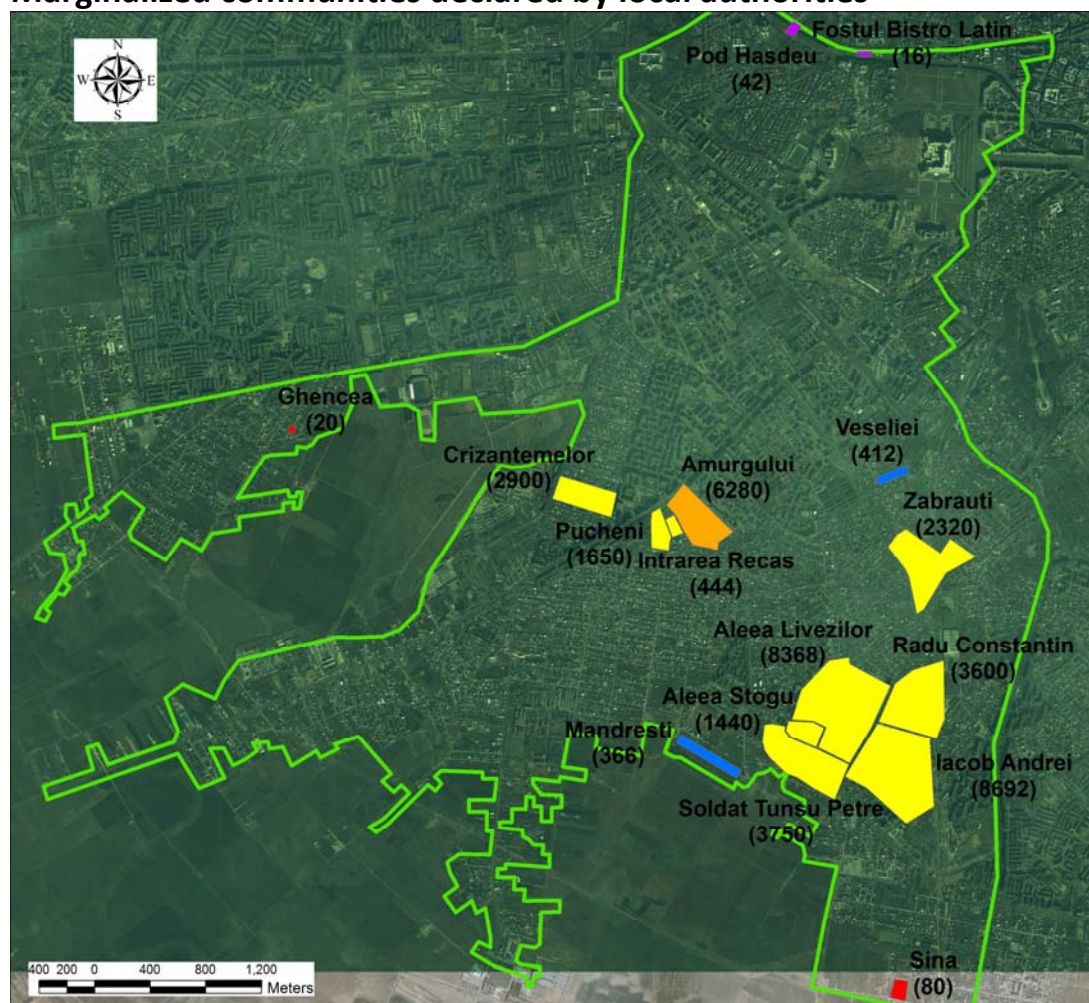 Marginalized communities declared by local authorities
N
W E
S
Fostul Bistro Latin
(16)
Pod Hasdeu
(42)
Ghencea
(20)
Crizantemelor
(2900)
Amurgului
(6280)
Veseliei
(412)
Zabrauti
(2320)
Pucheni
(1650)
Intrarea Recas
(444)
Aleea Livezilor
(8368)
Radu Constantin
(3600)
Aleea Stogu
(1440)
Mandresti
(366)
Iacob Andrei
(8692)
Soldat Tunsu Petre
(3750)
Sina
(80)
400 200 0 400 800 1,200
Meters